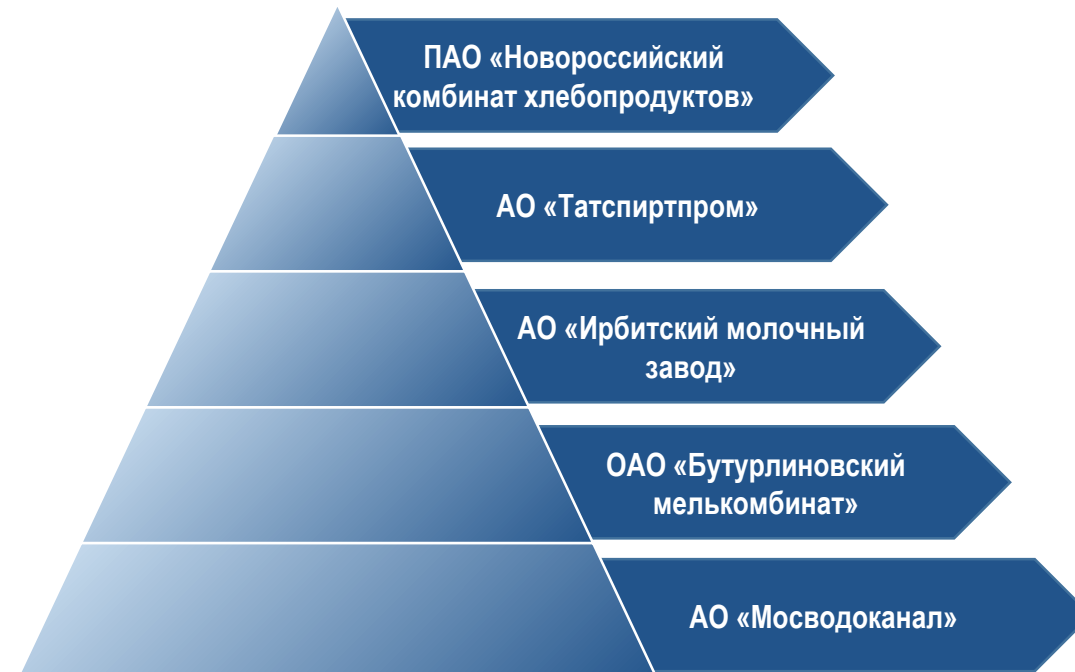 ПАО «Новороссийский
комбинат хлебопродуктов»
АО «Татспиртпром»
АО «Ирбитский молочный
завод»
ОАО «Бутурлиновский
мелькомбинат»
АО «Мосводоканал»